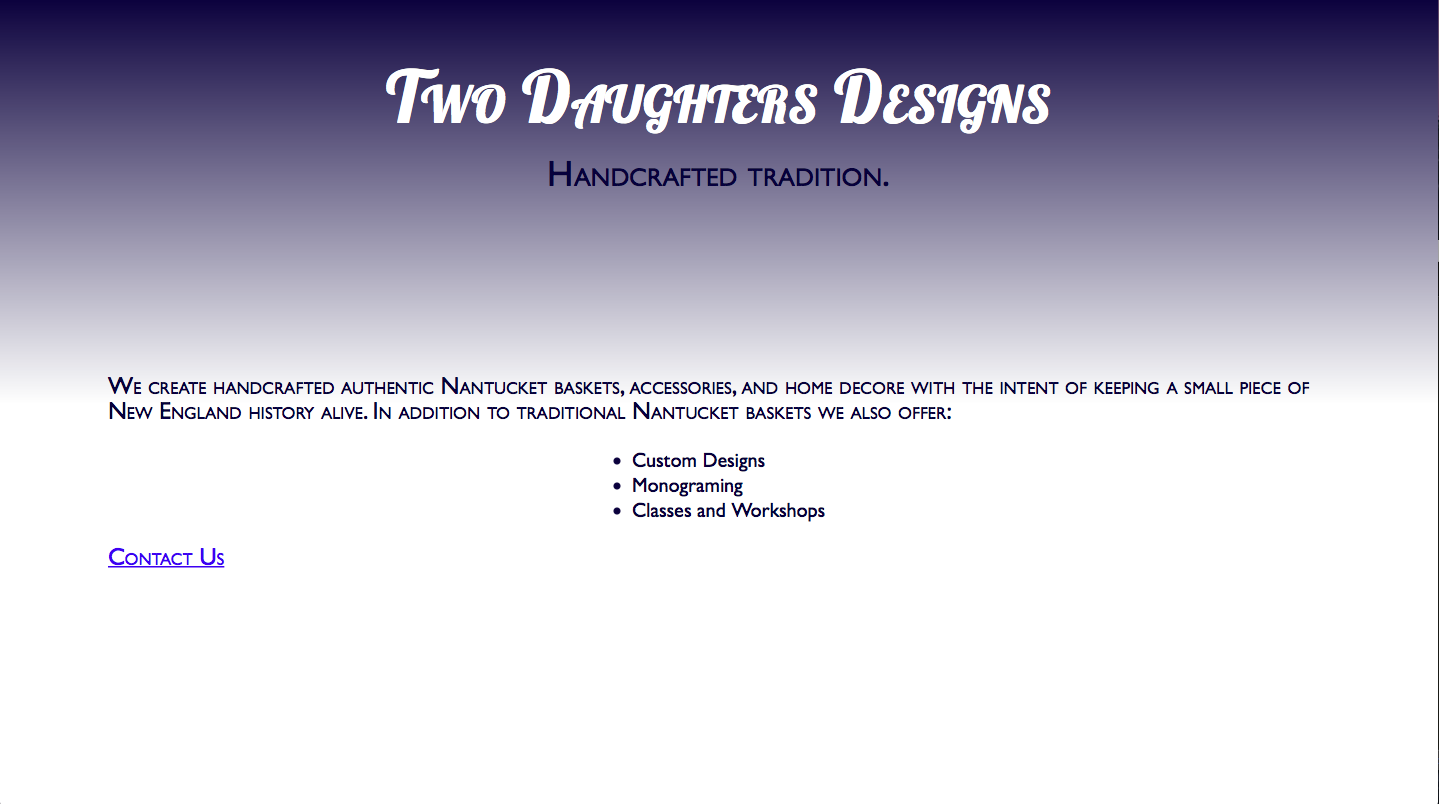 Two Daughters Designs
Handcrafted tradition.
We create handcrafted authentic Nantucket baskets, accessories, and home decore with the intent of keeping a small piece of
New England history alive. In addition to traditional Nantucket baskets we also offer:
• Custom Designs
• Monograming
• Classes and Workshops
Contact Us